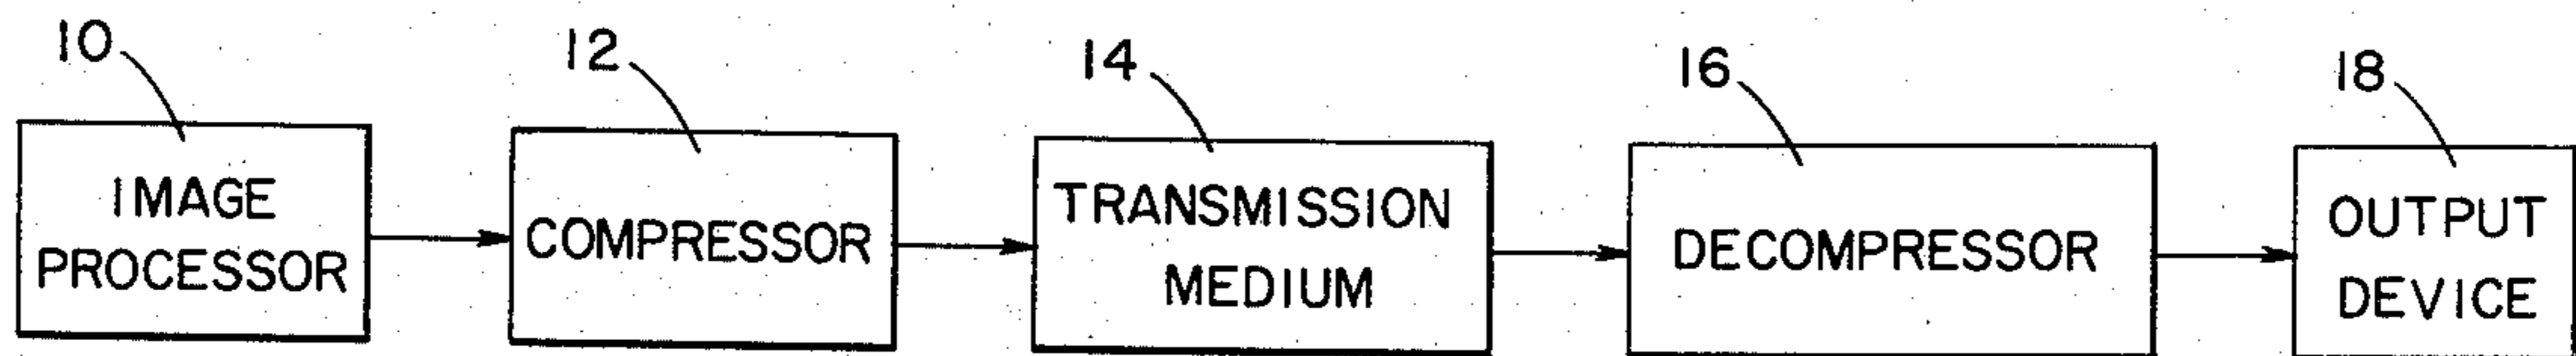 10
12
14
16
18
IMAGE
PROCESSOR
COMPRESSOR
TRANSMISSION
MEDIUM
DECOMPRESSOR
OUTPUT
DEVICE